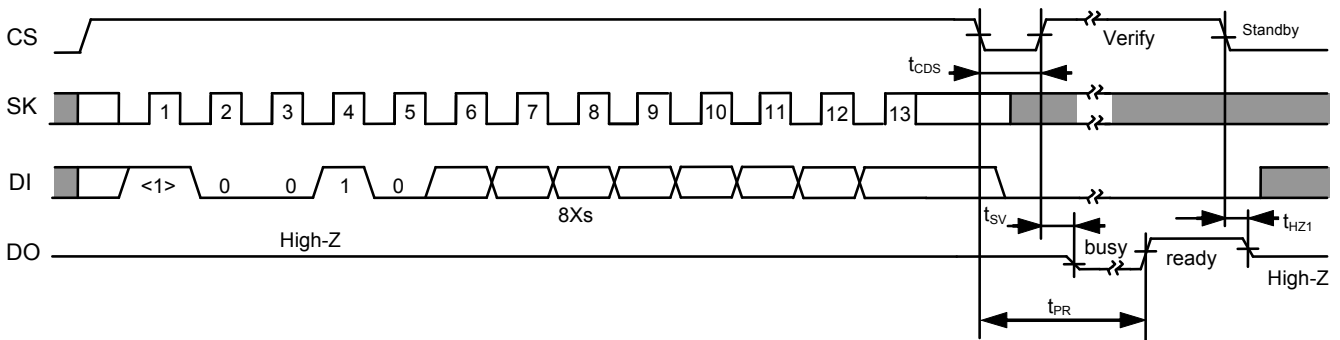 CS
Verify
Standby
tCDS
SK
1 2 3 4 5 6 7 8 9 10 11 12 13
DI
<1> 0 0 1 0
8Xs
tSV
tHZ1
DO
High-Z
busy
ready
High-Z
tPR